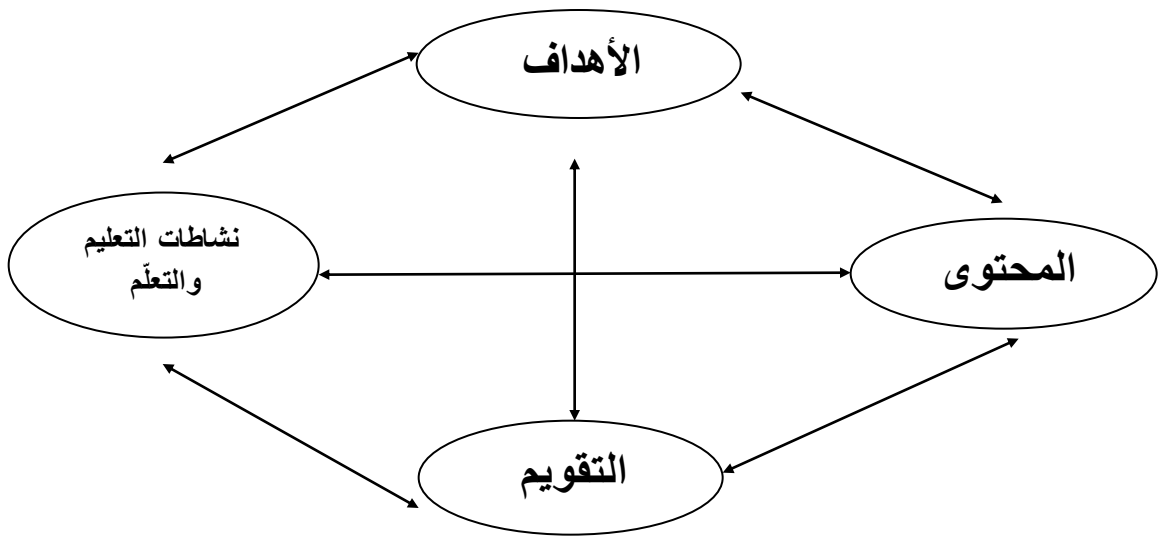 الأهداف
المحتوى
نشاطات التعليم
والتعلّم
التقويم